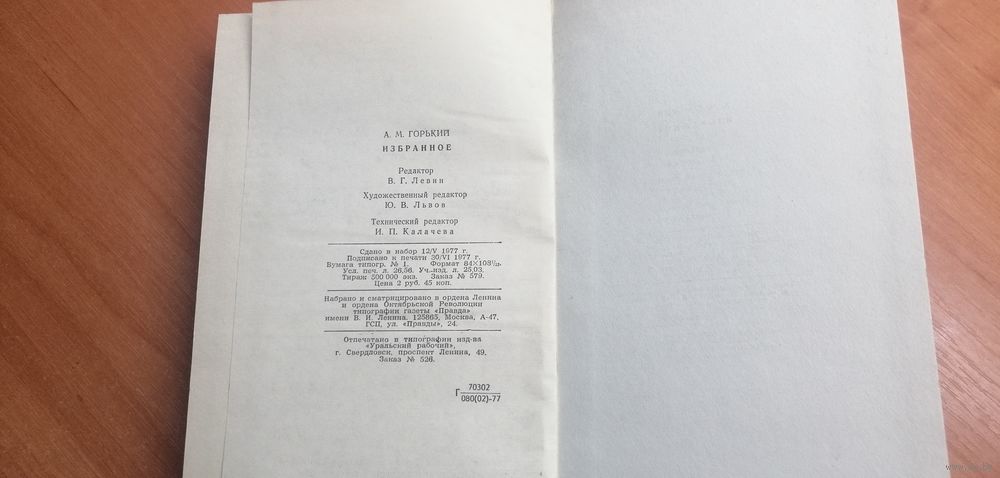 А. М. ГОРЬКИЙ
ИЗБРАННОЕ
Редактор
В. Г. Левин
Художественный редактор
Ю. В. Львов
Технический редактор
И. П. Калачева
Сдано в набор 12/V 1977 г.
Подписано к печати 30/VI 1977 г.
Бумага типогр. № 1. Формат 84×108¹/₃₂.
Усл. печ. л. 26,56. Уч.-изд. л. 25,03.
Тираж 500 000 экз. Заказ № 579.
Цена 2 руб. 45 коп.
Набрано и сматрицировано в ордена Ленина
и ордена Октябрьской Революции
типографии газеты «Правда»
имени В. И. Ленина. 125865, Москва, А-47,
ГСП, ул. «Правды», 24.
Отпечатано в типографии изд-ва
«Уральский рабочий»,
г. Свердловск, проспект Ленина, 49.
Заказ № 526.
Г 70302
080(02)-77